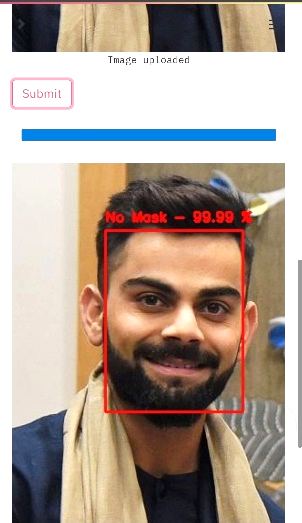 Image uploaded
Submit
No Mask - 99.99 %